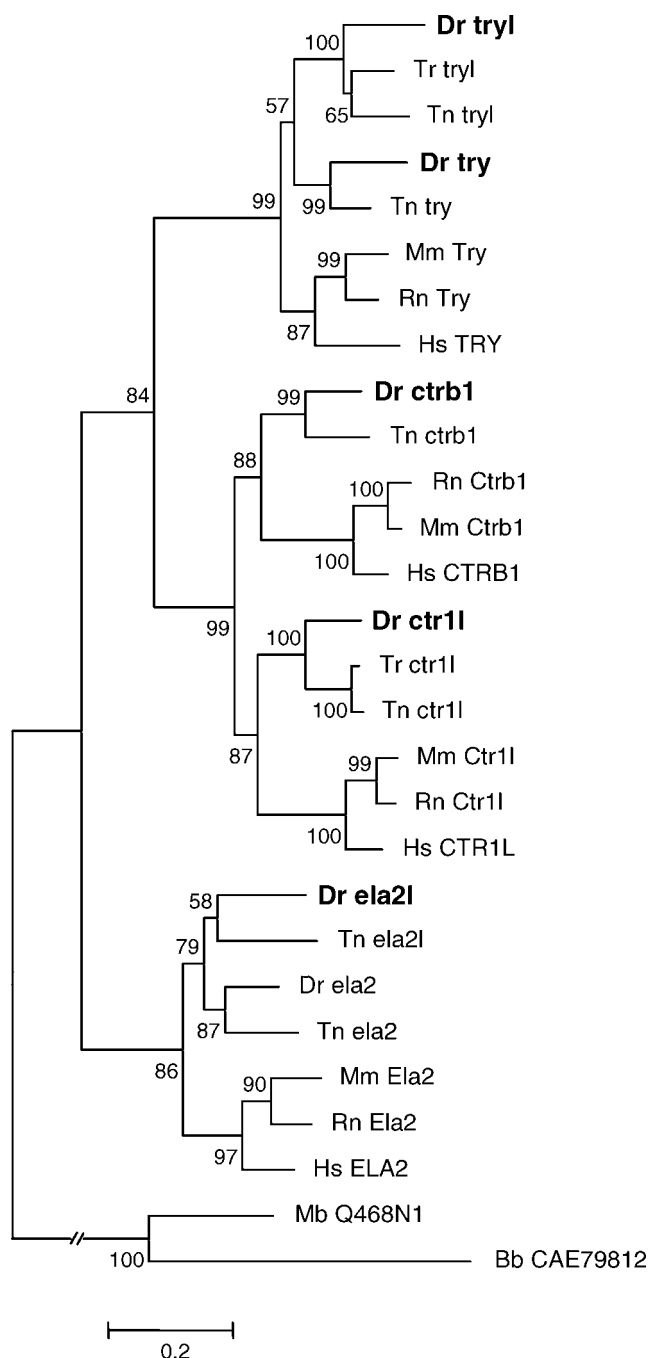 Dr tryl
100
Tr tryl
57
65
Tn tryl
Dr try
99
99
Tn try
Mm Try
99
Rn Try
87
Hs TRY
84
Dr ctrb1
99
Tn ctrb1
88
Rn Ctrb1
100
Mm Ctrb1
100
Hs CTRB1
99
Dr ctr1l
100
Tr ctr1l
100
Tn ctr1l
87
Mm Ctr1l
99
Rn Ctr1l
100
Hs CTR1L
Dr ela2l
58
Tn ela2l
79
Dr ela2
87
Tn ela2
86
Mm Ela2
90
Rn Ela2
97
Hs ELA2
Mb Q468N1
100
Bb CAE79812
0.2